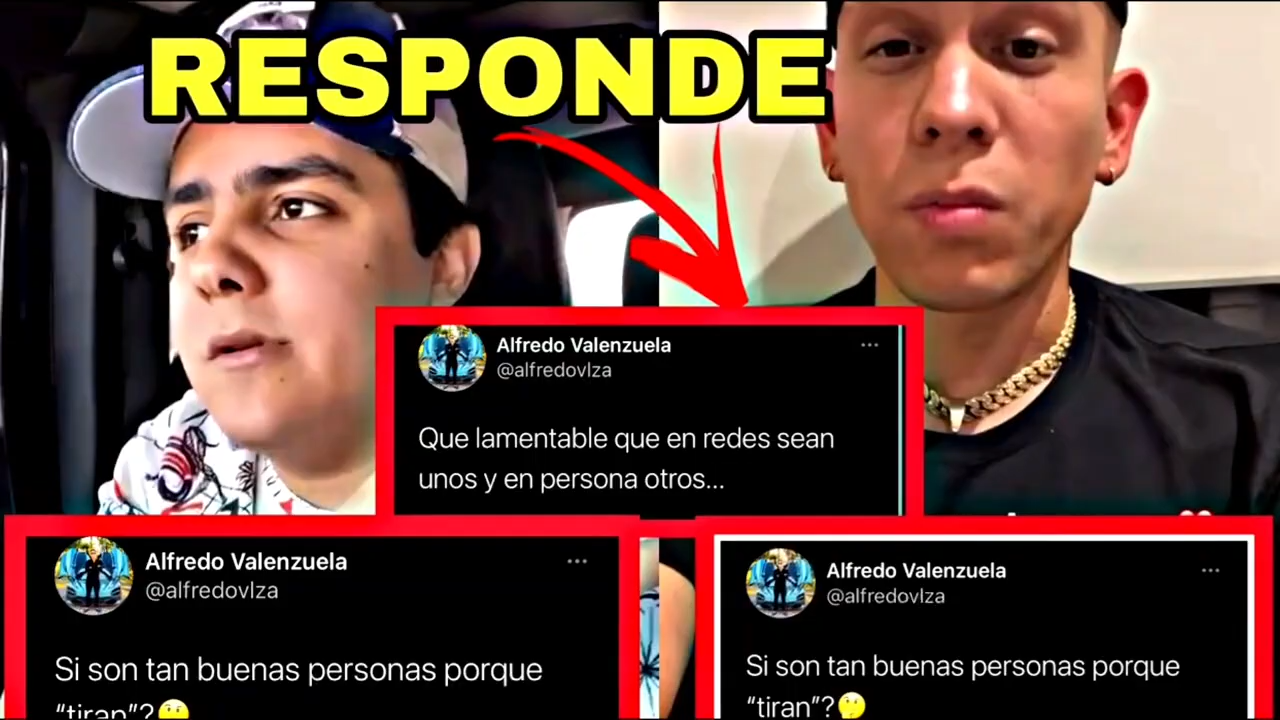 RESPONDE
Alfredo Valenzuela
@alfredovlza
Que lamentable que en redes sean
unos y en persona otros...
Alfredo Valenzuela
@alfredovlza
Si son tan buenas personas porque
“tiran”?🤔
Alfredo Valenzuela
@alfredovlza
Si son tan buenas personas porque
“tiran”?🤔